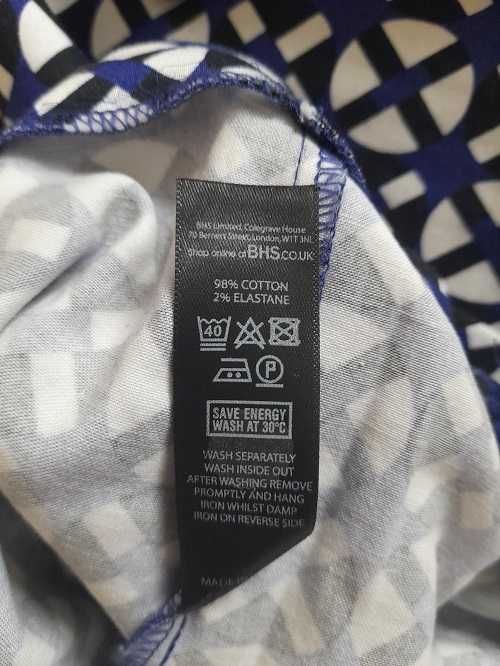 BHS Limited, Colegrave House
70 Berners Street, London, W1T 3NL
Shop online at BHS.CO.UK
98% COTTON
2% ELASTANE
40
P
SAVE ENERGY
WASH AT 30°C
WASH SEPARATELY
WASH INSIDE OUT
AFTER WASHING REMOVE
PROMPTLY AND HANG
IRON WHILST DAMP
IRON ON REVERSE SIDE
MADE